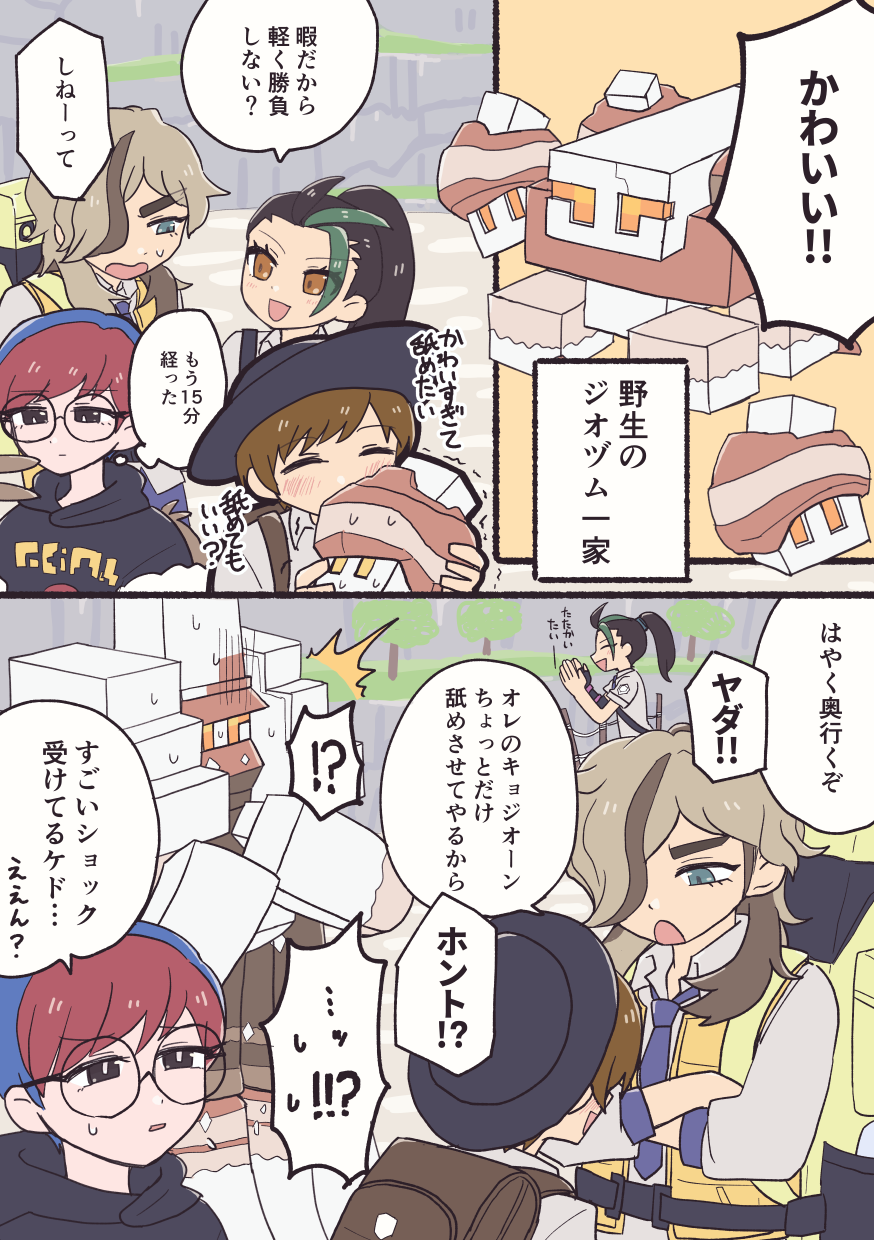 かわいい!!
野生の
ジオヅム一家
暇だから
軽く勝負
しない?
しねーって
かわいすぎて
舐めたい
舐めても
いい?
もう15分
経った
はやく奥行くぞ
ヤダ!!
たたかい
たいー
オレのキョジオーン
ちょっとだけ
舐めさせてやるから
ホント!?
!?
…ッ
!!?
すごいショック
受けてるケド…
ええん?